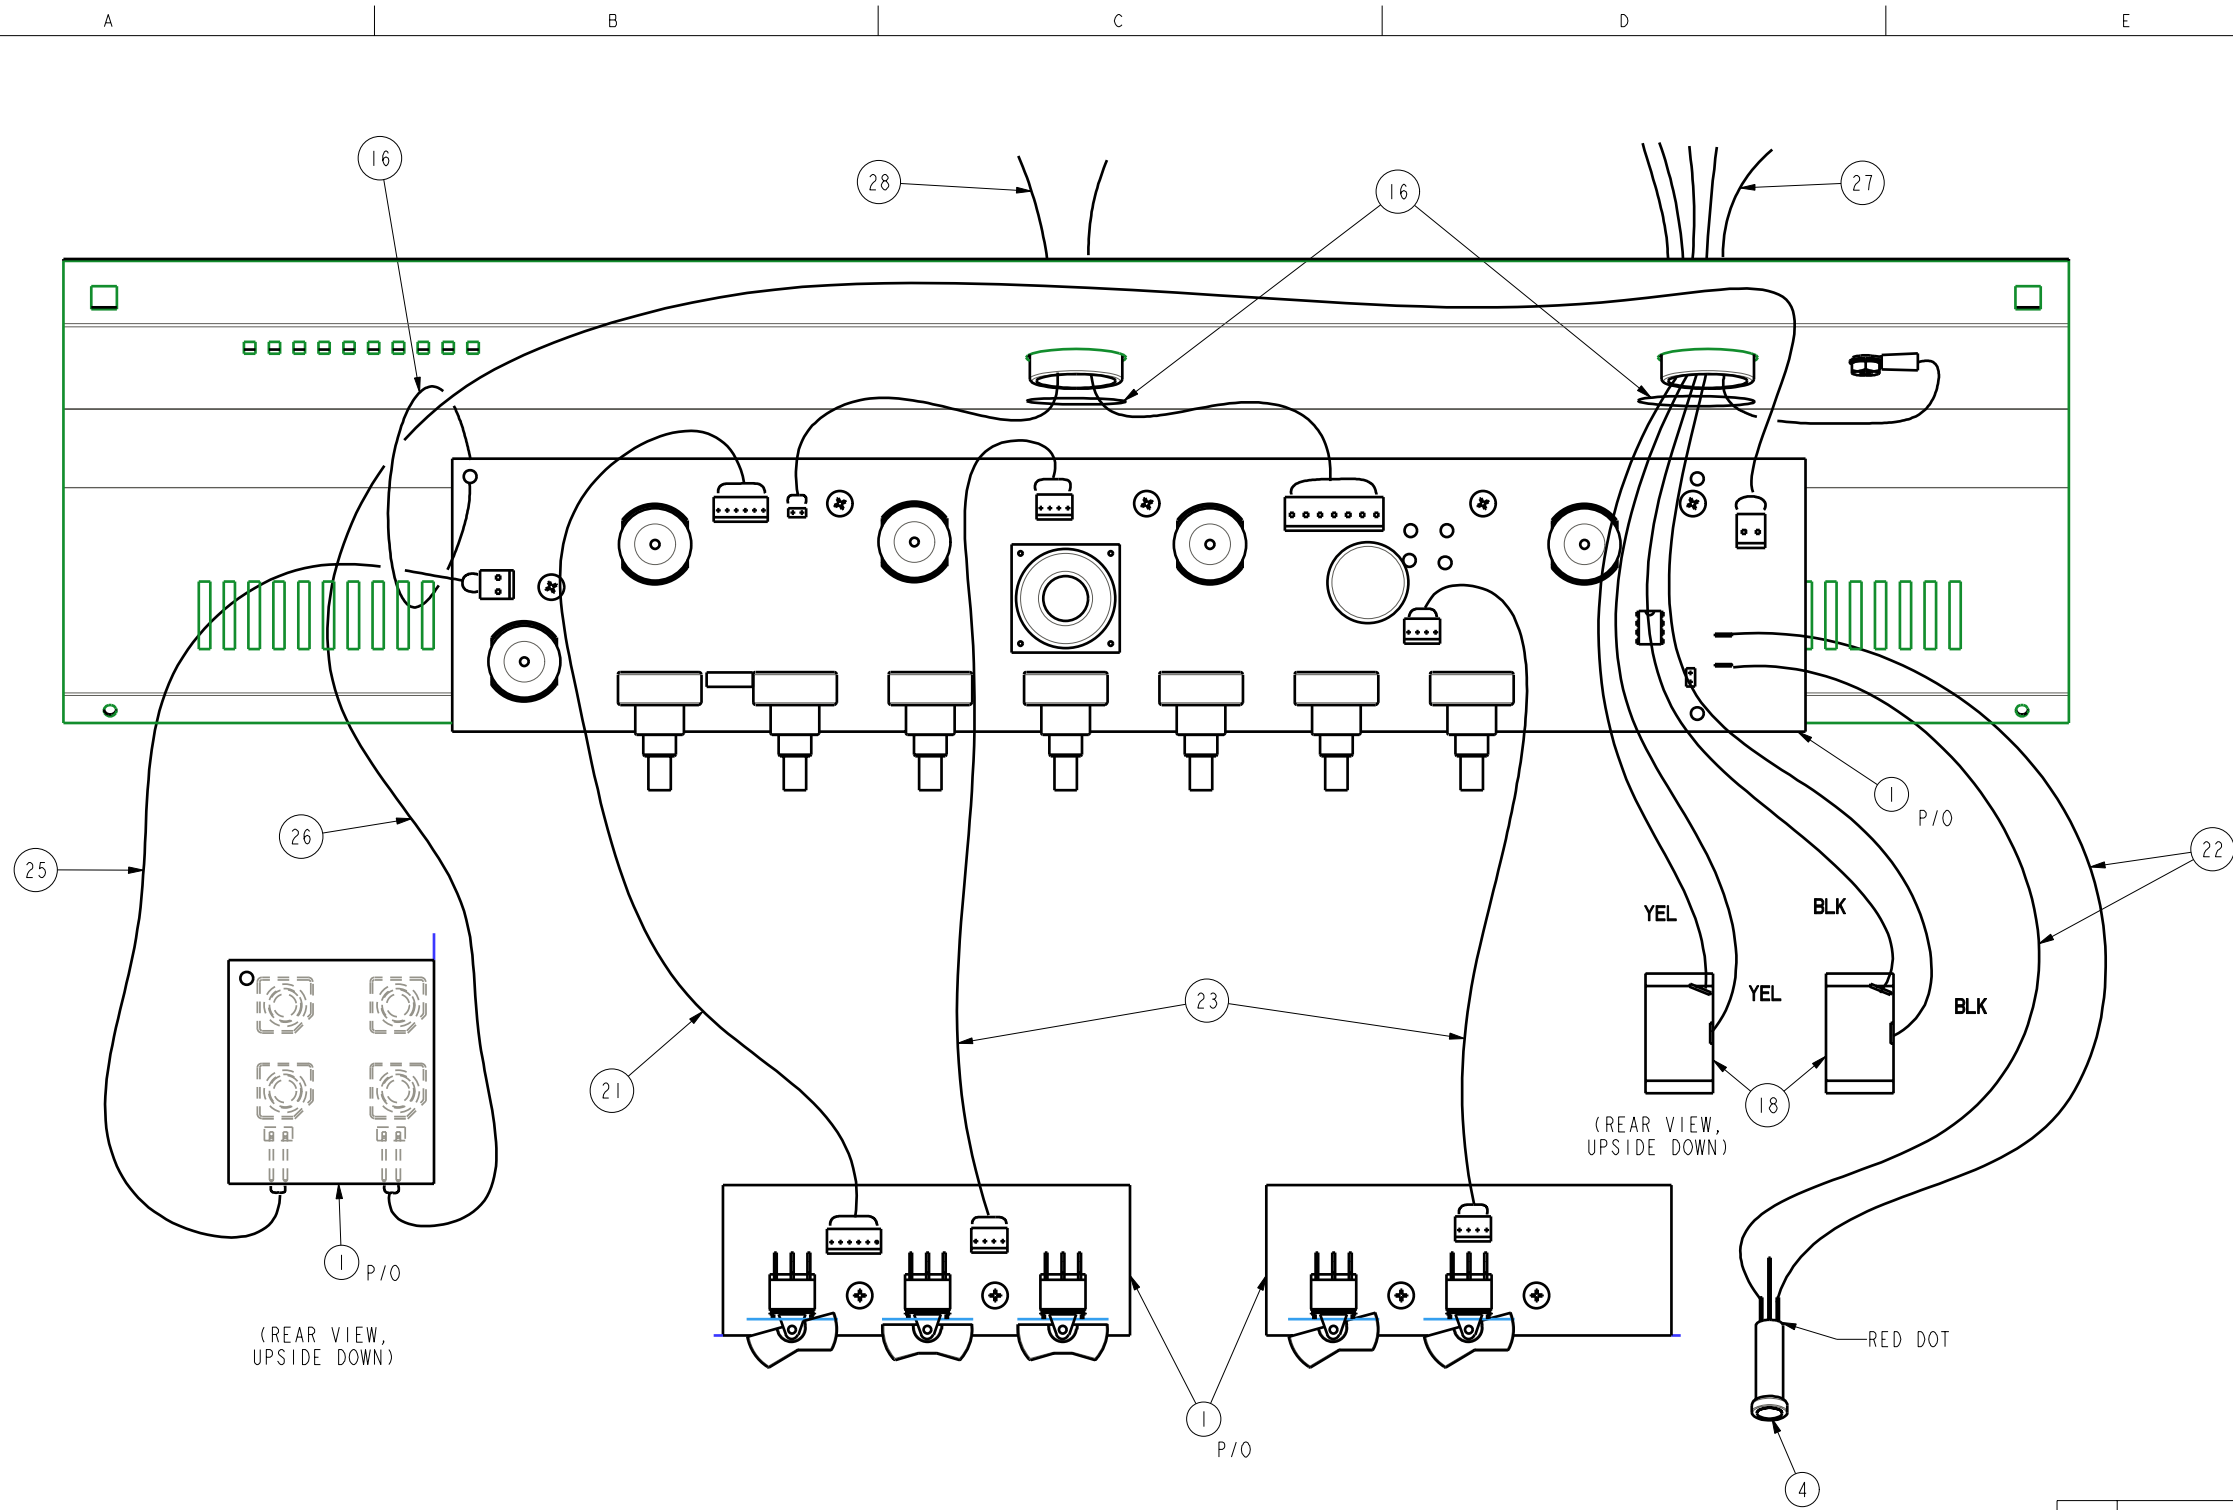 A B C D E
16
28
16
27
1
P/O
26
25
22
YEL
BLK
23
YEL
BLK
21
18
(REAR VIEW,
UPSIDE DOWN)
1
P/O
(REAR VIEW,
UPSIDE DOWN)
RED DOT
1
P/O
4